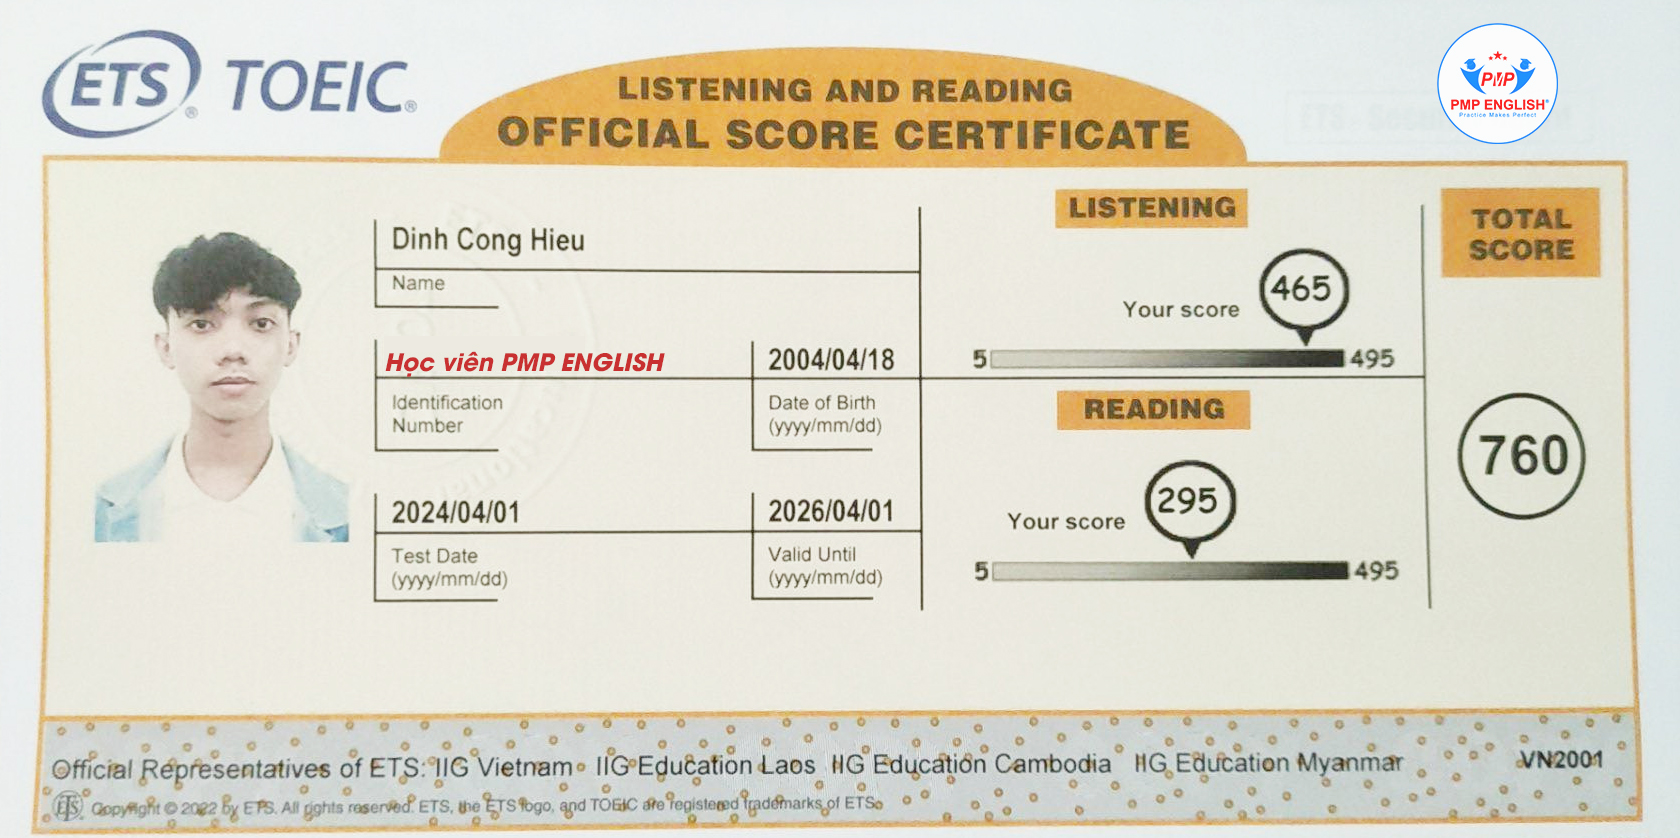 ETS® TOEIC®
LISTENING AND READING
OFFICIAL SCORE CERTIFICATE
PMP
PMP ENGLISH®
Practice Makes Perfect
Dinh Cong Hieu
Name
Học viên PMP ENGLISH
Identification
Number
2004/04/18
Date of Birth
(yyyy/mm/dd)
2024/04/01
Test Date
(yyyy/mm/dd)
2026/04/01
Valid Until
(yyyy/mm/dd)
LISTENING
Your score 465
5 495
READING
Your score 295
5 495
TOTAL
SCORE
760
Official Representatives of ETS: IIG Vietnam IIG Education Laos IIG Education Cambodia IIG Education Myanmar VN2001
ETS Copyright © 2022 by ETS. All rights reserved. ETS, the ETS logo, and TOEIC are registered trademarks of ETS.